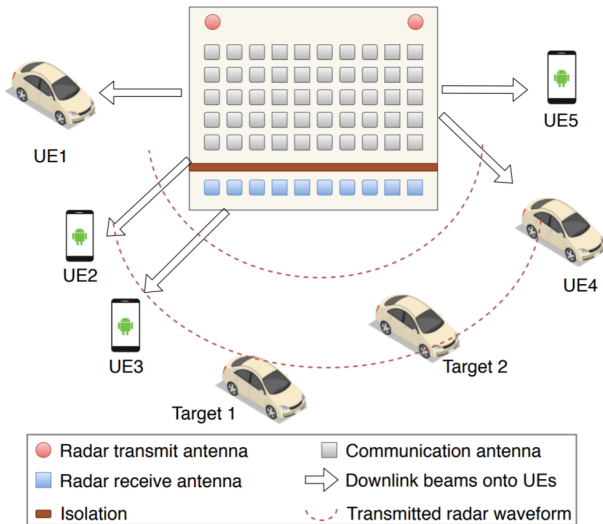 UE1
UE5
UE2
UE4
UE3
Target 2
Target 1
Radar transmit antenna
Communication antenna
Radar receive antenna
Downlink beams onto UEs
Isolation
Transmitted radar waveform